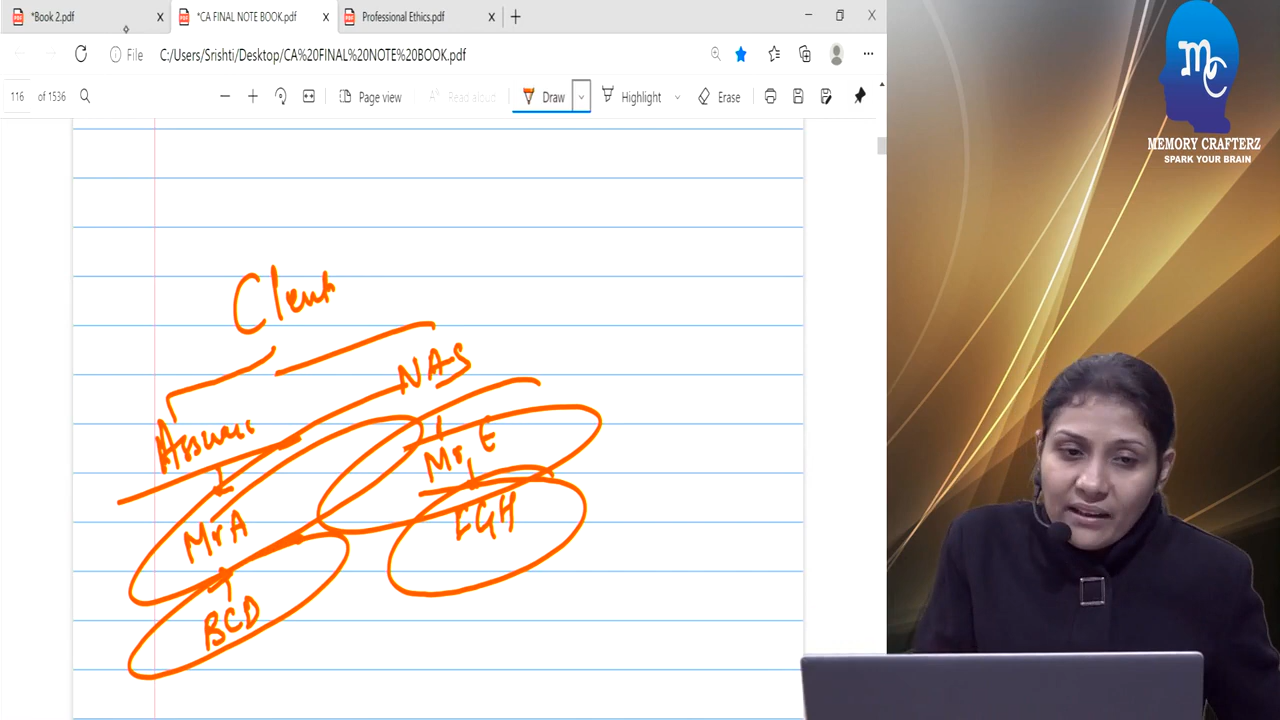 *Book 2.pdf
*CA FINAL NOTE BOOK.pdf
Professional Ethics.pdf
File
C:/Users/Srishti/Desktop/CA%20FINAL%20NOTE%20BOOK.pdf
116 of 1536
Page view
Read aloud
Draw
Highlight
Erase
MC
MEMORY CRAFTERZ
SPARK YOUR BRAIN
Client
NAS
Mr. E
Mr A
BCD